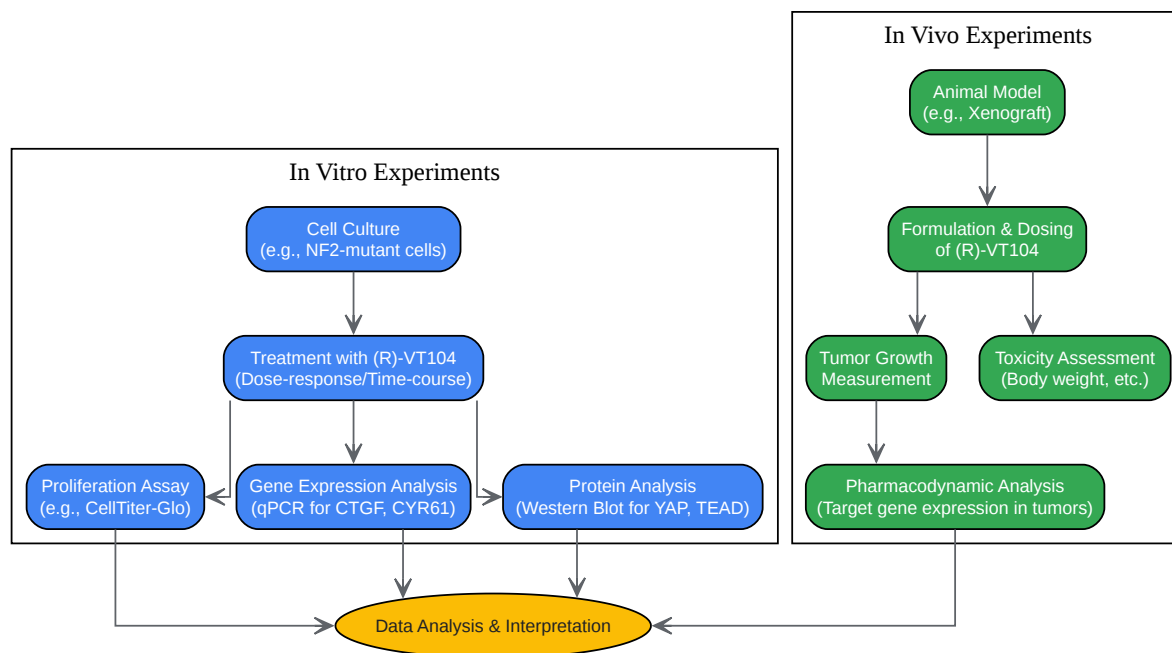 In Vitro Experiments
Cell Culture
(e.g., NF2-mutant cells)
Treatment with (R)-VT104
(Dose-response/Time-course)
Proliferation Assay
(e.g., CellTiter-Glo)
Gene Expression Analysis
(qPCR for CTGF, CYR61)
Protein Analysis
(Western Blot for YAP, TEAD)
In Vivo Experiments
Animal Model
(e.g., Xenograft)
Formulation & Dosing
of (R)-VT104
Tumor Growth
Measurement
Toxicity Assessment
(Body weight, etc.)
Pharmacodynamic Analysis
(Target gene expression in tumors)
Data Analysis & Interpretation